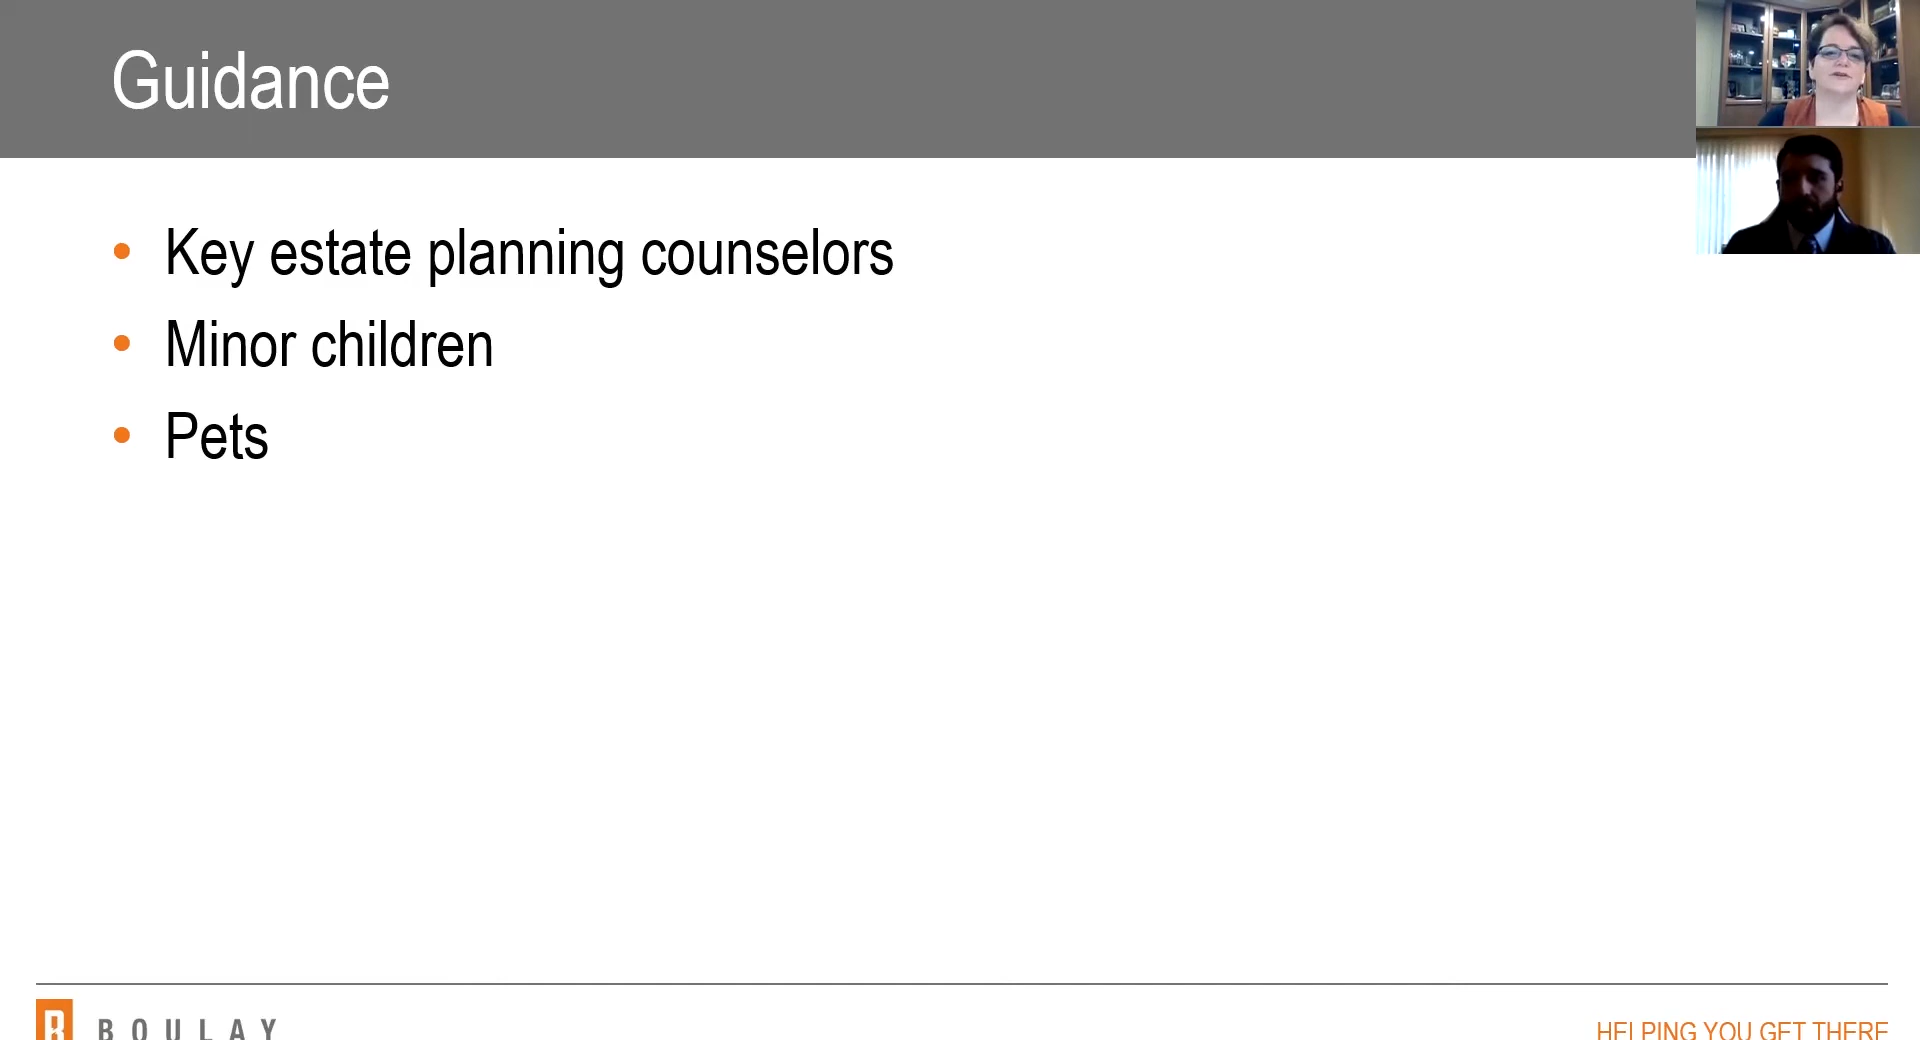 Guidance
• Key estate planning counselors
• Minor children
• Pets
BOULAY
HELPING YOU GET THERE